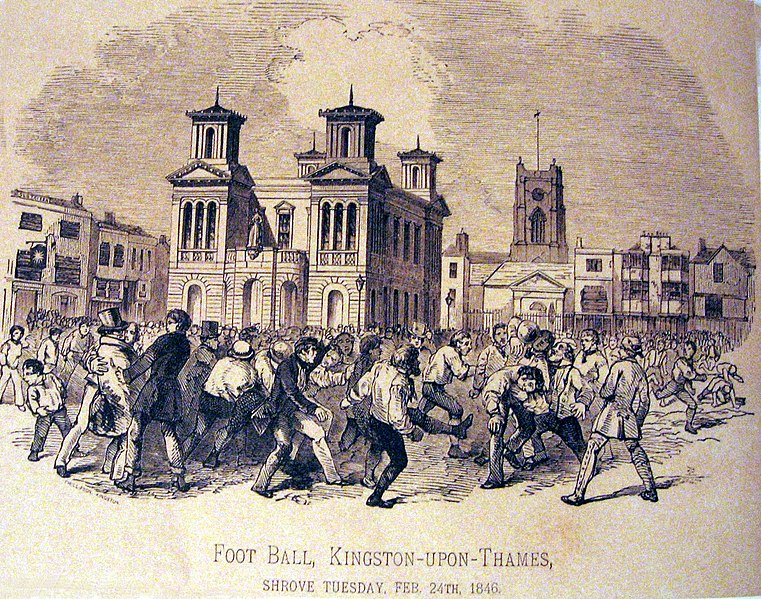 FOOT BALL, KINGSTON-UPON-THAMES,
SHROVE TUESDAY, FEB. 24TH, 1846.